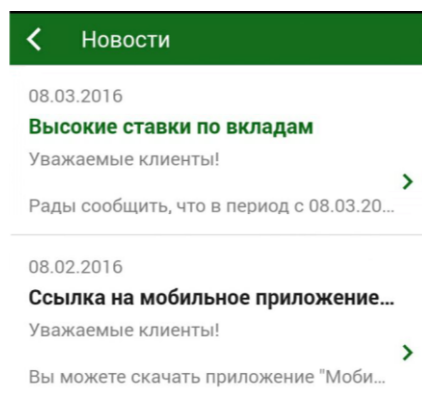 Новости
08.03.2016
Высокие ставки по вкладам
Уважаемые клиенты!
Рады сообщить, что в период с 08.03.20...
08.02.2016
Ссылка на мобильное приложение...
Уважаемые клиенты!
Вы можете скачать приложение "Моби...